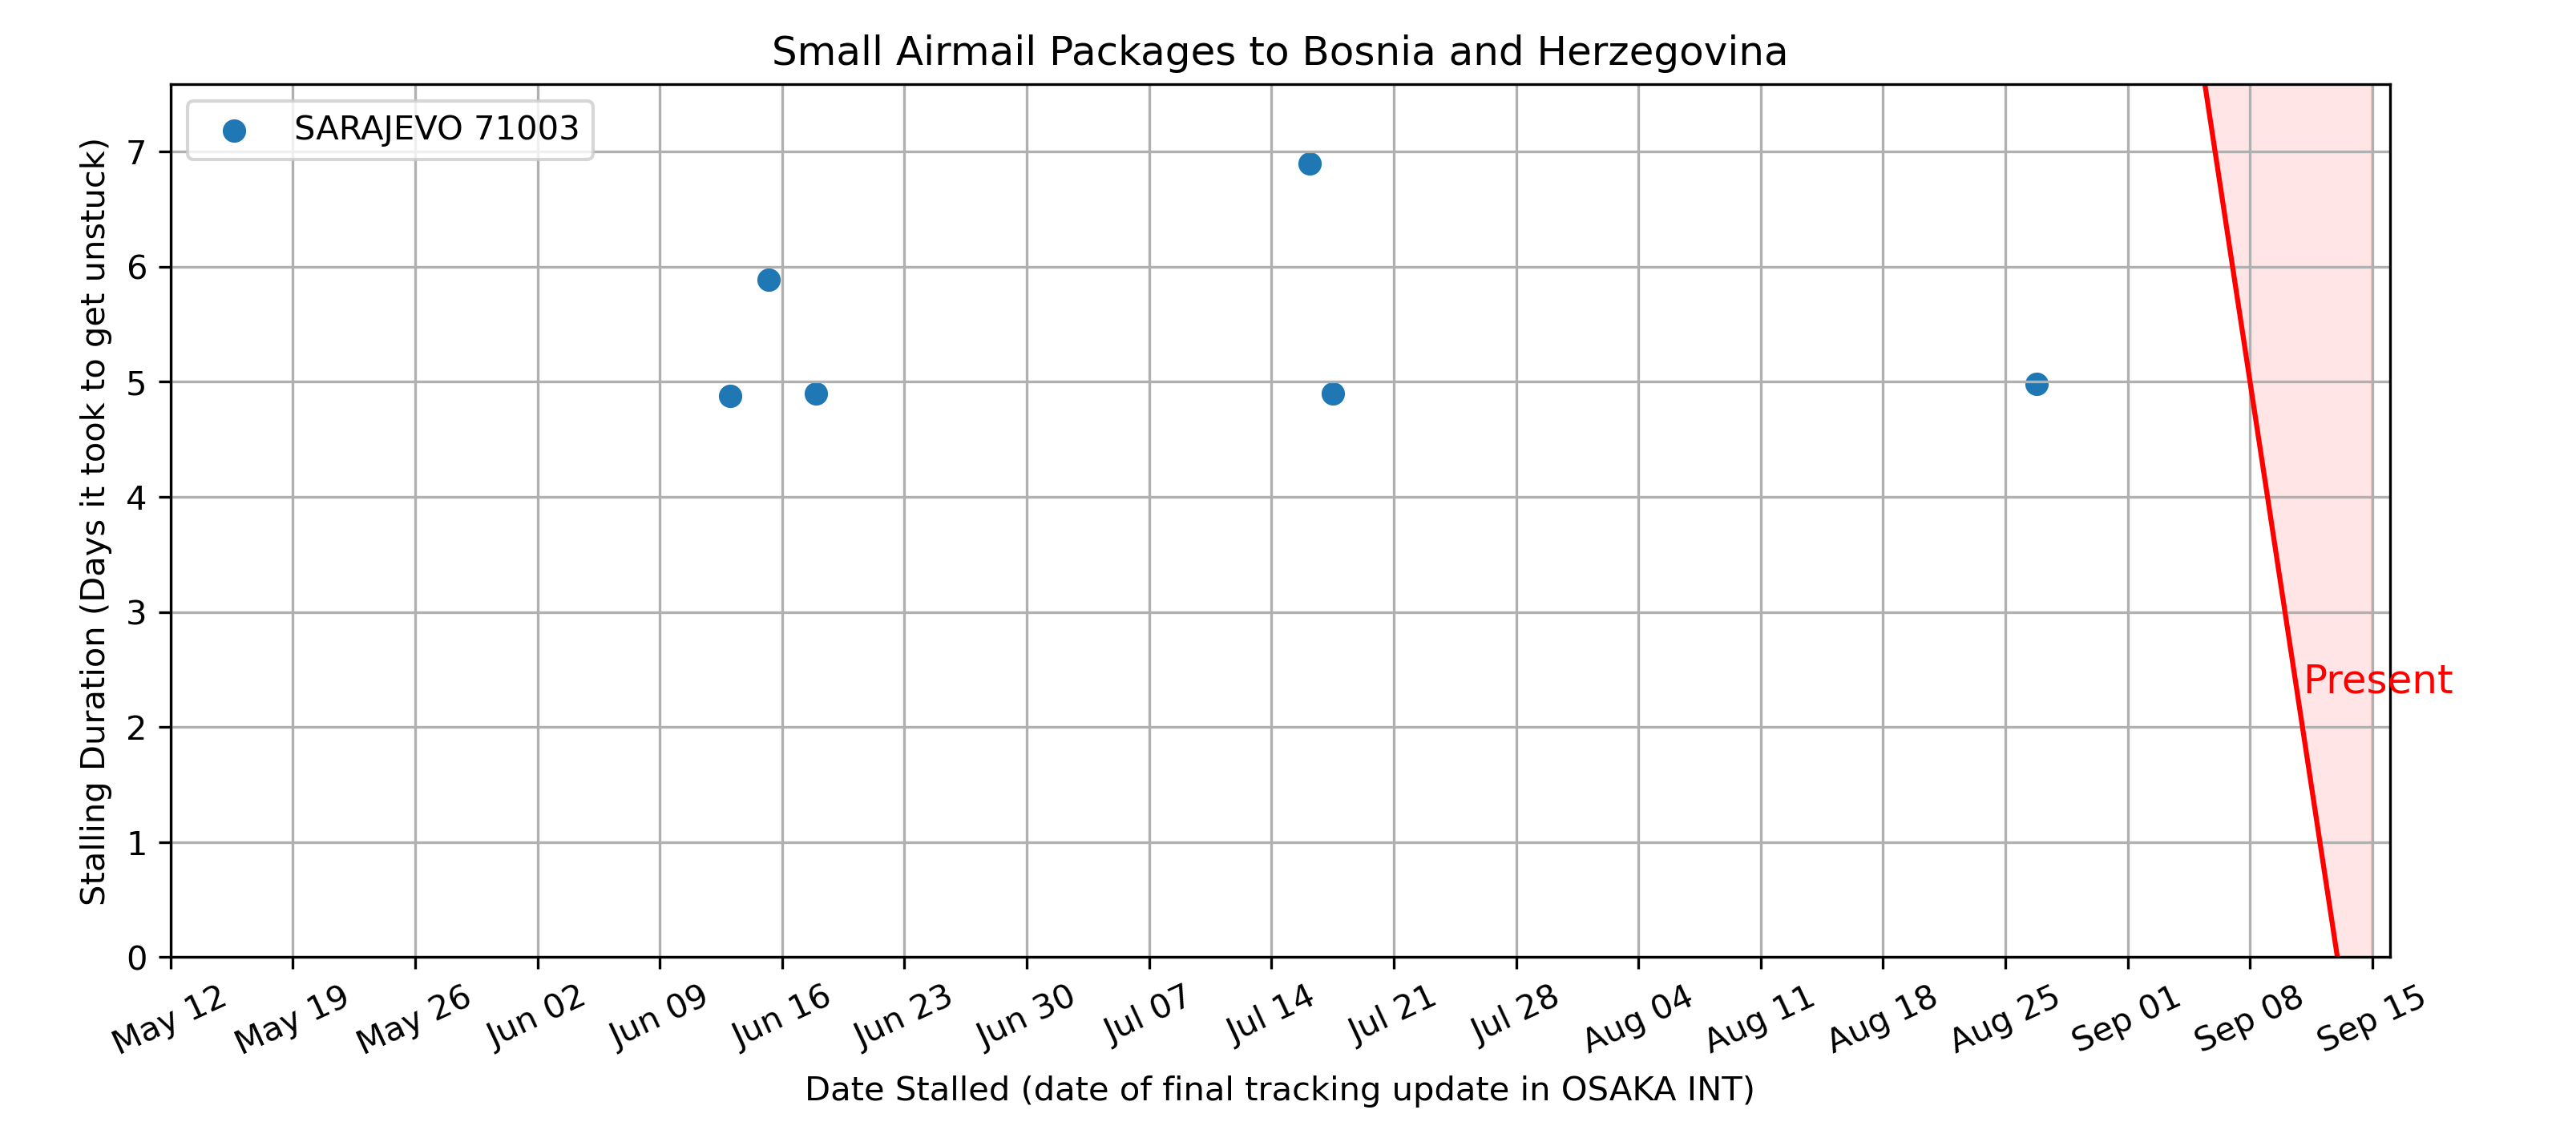 Small Airmail Packages to Bosnia and Herzegovina
SARAJEVO 71003
Stalling Duration (Days it took to get unstuck)
7
6
5
4
3
2
1
0
Present
May 12 May 19 May 26 Jun 02 Jun 09 Jun 16 Jun 23 Jun 30 Jul 07 Jul 14 Jul 21 Jul 28 Aug 04 Aug 11 Aug 18 Aug 25 Sep 01 Sep 08 Sep 15
Date Stalled (date of final tracking update in OSAKA INT)